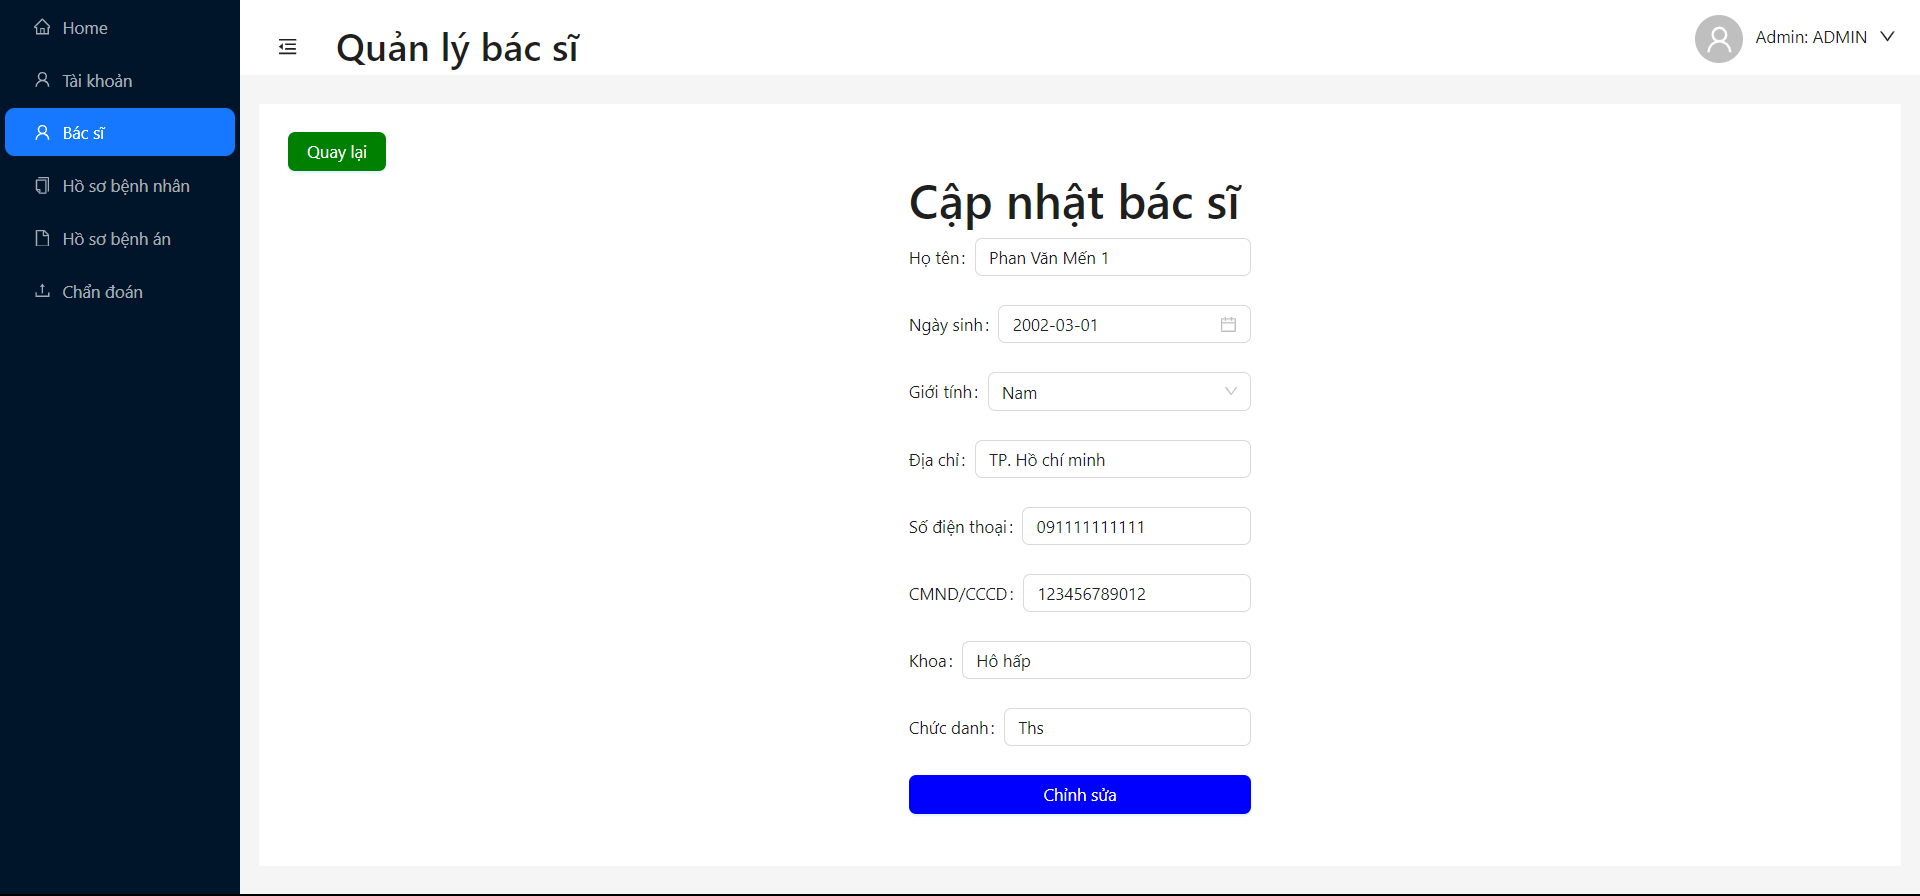 Home
Tài khoản
Bác sĩ
Hồ sơ bệnh nhân
Hồ sơ bệnh án
Chẩn đoán
Quản lý bác sĩ
Admin: ADMIN
Quay lại
Cập nhật bác sĩ
Họ tên: Phan Văn Mến 1
Ngày sinh: 2002-03-01
Giới tính: Nam
Địa chỉ: TP. Hồ chí minh
Số điện thoại: 091111111111
CMND/CCCD: 123456789012
Khoa: Hô hấp
Chức danh: Ths
Chỉnh sửa